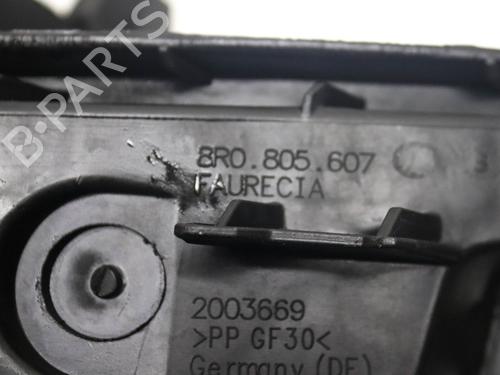 B-PARTS
8R0.805.607
FAURECIA
2003669
>PP GF30<
Germany (DE)